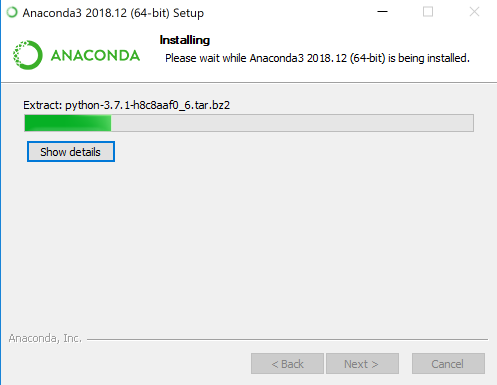 Anaconda3 2018.12 (64-bit) Setup
ANACONDA
Installing
Please wait while Anaconda3 2018.12 (64-bit) is being installed.
Extract: python-3.7.1-h8c8aaf0_6.tar.bz2
Show details
Anaconda, Inc.
< Back
Next >
Cancel